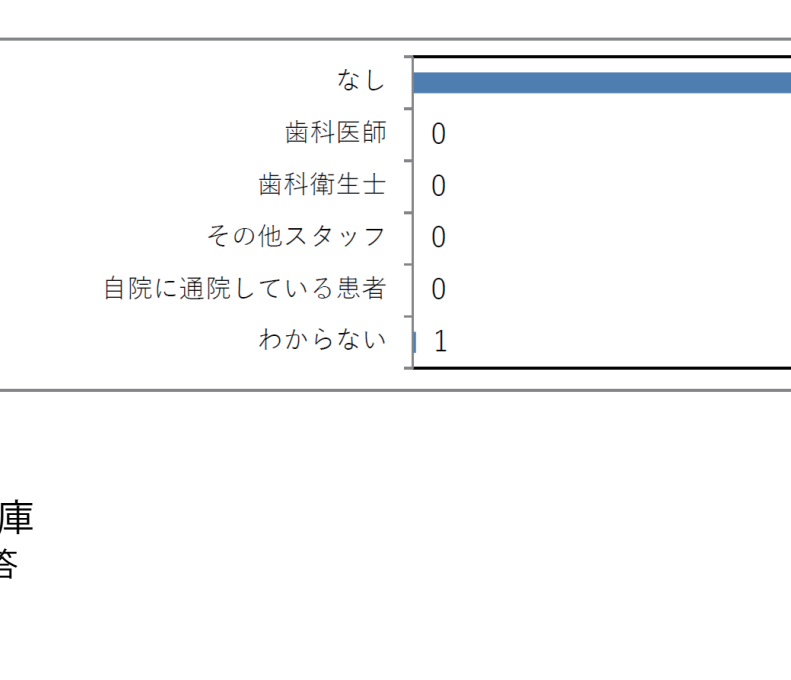 なし
歯科医師 0
歯科衛生士 0
その他スタッフ 0
自院に通院している患者 0
わからない 1
庫
答